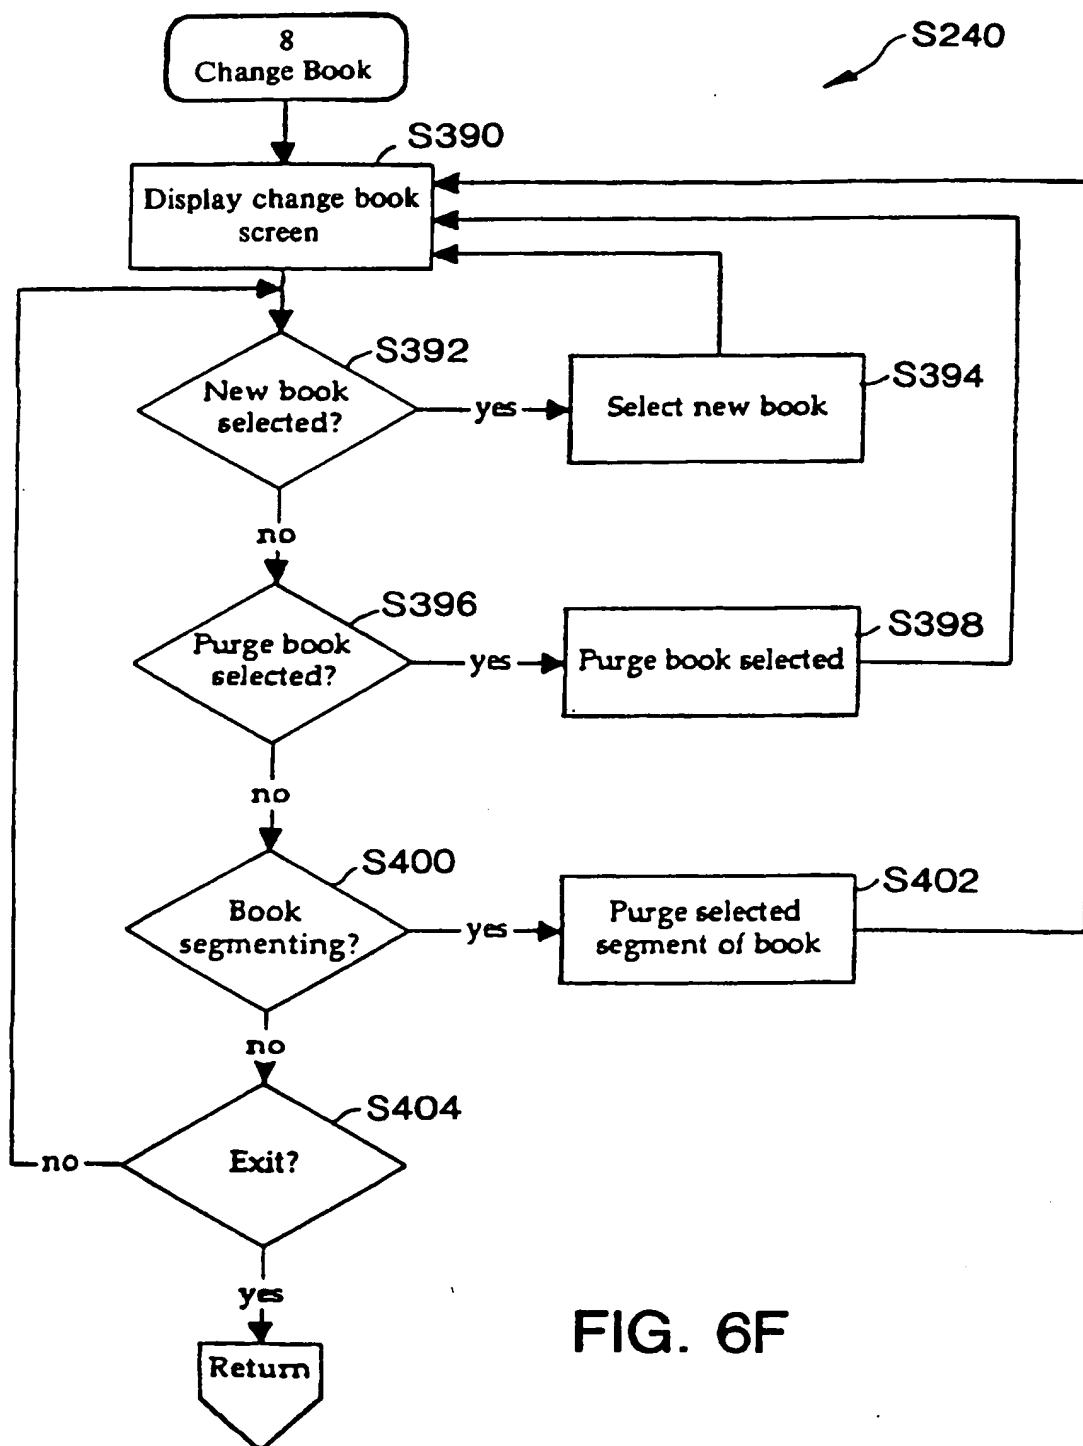 8
Change Book
S240
S390
Display change book
screen
S392
New book
selected?
yes
S394
Select new book
no
S396
Purge book
selected?
yes
S398
Purge book selected
no
S400
Book
segmenting?
yes
S402
Purge selected
segment of book
no
S404
Exit?
no
yes
Return
FIG. 6F